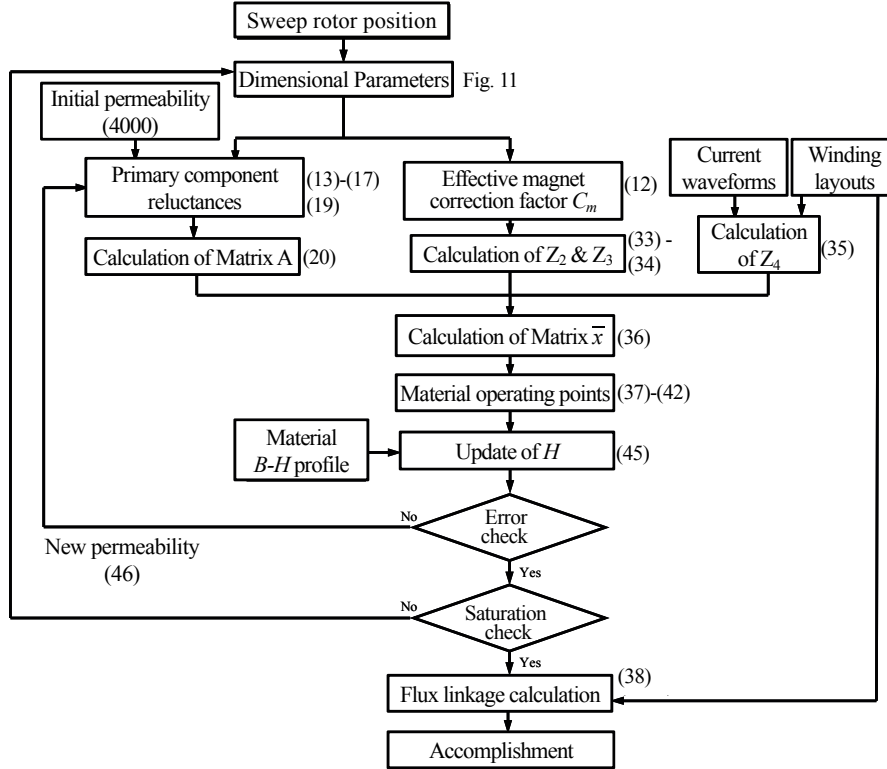 Sweep rotor position
Dimensional Parameters
Fig. 11
Initial permeability
(4000)
Primary component
reluctances
(13)-(17)
(19)
Effective magnet
correction factor Cm
(12)
Current
waveforms
Winding
layouts
Calculation of Matrix A
(20)
Calculation of Z2 & Z3
(33) -
(34)
Calculation
of Z4
(35)
Calculation of Matrix x̅
(36)
Material operating points
(37)-(42)
Material
B-H profile
Update of H
(45)
No
Error
check
New permeability
(46)
Yes
No
Saturation
check
Yes
Flux linkage calculation
(38)
Accomplishment